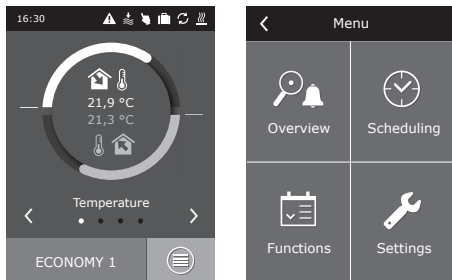 16:30
21,9 °C
21,3 °C
Temperature
ECONOMY 1
Menu
Overview Scheduling
Functions Settings